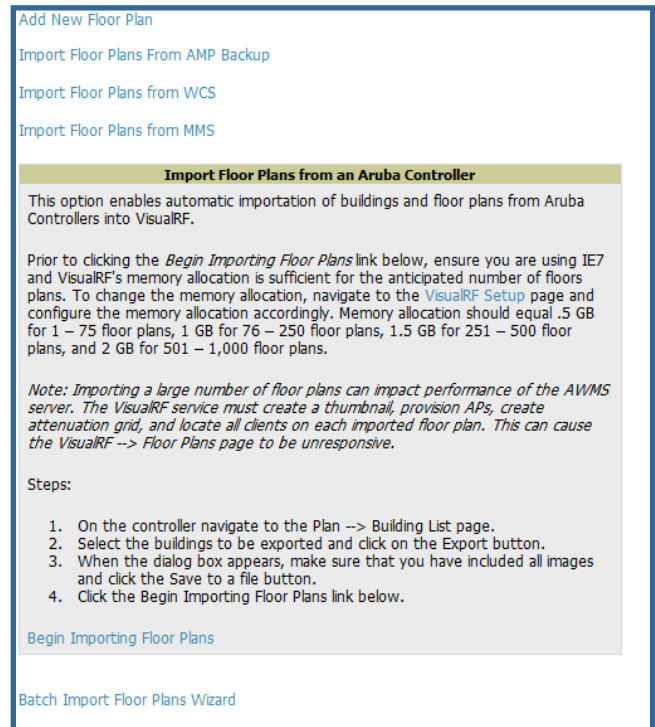 Add New Floor Plan
Import Floor Plans From AMP Backup
Import Floor Plans from WCS
Import Floor Plans from MMS
Import Floor Plans from an Aruba Controller
This option enables automatic importation of buildings and floor plans from Aruba
Controllers into VisualRF.
Prior to clicking the Begin Importing Floor Plans link below, ensure you are using IE7
and VisualRF's memory allocation is sufficient for the anticipated number of floors
plans. To change the memory allocation, navigate to the VisualRF Setup page and
configure the memory allocation accordingly. Memory allocation should equal .5 GB
for 1 – 75 floor plans, 1 GB for 76 – 250 floor plans, 1.5 GB for 251 – 500 floor
plans, and 2 GB for 501 – 1,000 floor plans.
Note: Importing a large number of floor plans can impact performance of the AWMS
server. The VisualRF service must create a thumbnail, provision APs, create
attenuation grid, and locate all clients on each imported floor plan. This can cause
the VisualRF --> Floor Plans page to be unresponsive.
Steps:
1. On the controller navigate to the Plan --> Building List page.
2. Select the buildings to be exported and click on the Export button.
3. When the dialog box appears, make sure that you have included all images
and click the Save to a file button.
4. Click the Begin Importing Floor Plans link below.
Begin Importing Floor Plans
Batch Import Floor Plans Wizard